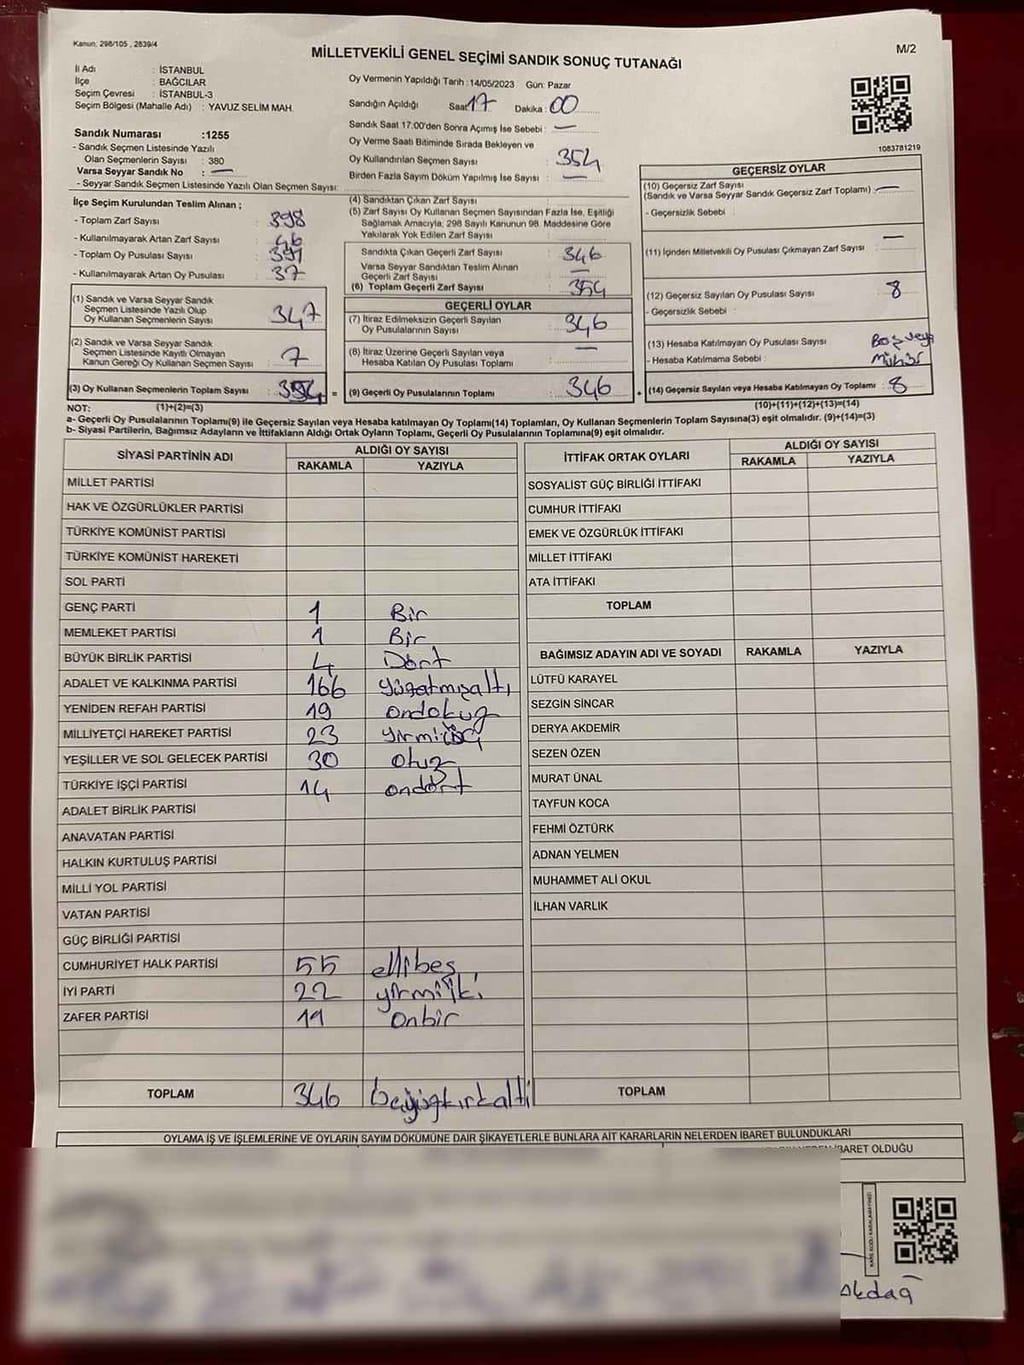 Kanun: 298/105 , 2839/4
M/2
MİLLETVEKİLİ GENEL SEÇİMİ SANDIK SONUÇ TUTANAĞI
İl Adı : İSTANBUL
İlçe : BAĞCILAR
Seçim Çevresi : İSTANBUL-3
Seçim Bölgesi (Mahalle Adı) : YAVUZ SELİM MAH.
Sandık Numarası :1255
- Sandık Seçmen Listesinde Yazılı
Olan Seçmenlerin Sayısı : 380
Varsa Seyyar Sandık No : —
- Seyyar Sandık Seçmen Listesinde Yazılı Olan Seçmen Sayısı:
Oy Vermenin Yapıldığı Tarih :14/05/2023 Gün: Pazar
Sandığın Açıldığı Saat 17 Dakika : 00
Sandık Saat 17:00'den Sonra Açımış İse Sebebi : —
Oy Verme Saati Bitiminde Sırada Bekleyen ve
Oy Kullandırılan Seçmen Sayısı : 354
Birden Fazla Sayım Döküm Yapılmış İse Sayısı : —
1083781219
İlçe Seçim Kurulundan Teslim Alınan ;
- Toplam Zarf Sayısı : 398
- Kullanılmayarak Artan Zarf Sayısı : 46
- Toplam Oy Pusulası Sayısı : 391
- Kullanılmayarak Artan Oy Pusulası : 37
(1) Sandık ve Varsa Seyyar Sandık
Seçmen Listesinde Yazılı Olup
Oy Kullanan Seçmenlerin Sayısı : 347
(2) Sandık ve Varsa Seyyar Sandık
Seçmen Listesinde Kayıtlı Olmayan
Kanun Gereği Oy Kullanan Seçmen Sayısı : 7
(3) Oy Kullanan Seçmenlerin Toplam Sayısı : 354 =
(4) Sandıktan Çıkan Zarf Sayısı :
(5) Zarf Sayısı Oy Kullanan Seçmen Sayısından Fazla İse, Eşitliği
Sağlamak Amacıyla, 298 Sayılı Kanunun 98. Maddesine Göre
Yakılarak Yok Edilen Zarf Sayısı :
Sandıkta Çıkan Geçerli Zarf Sayısı : 346
Varsa Seyyar Sandıktan Teslim Alınan
Geçerli Zarf Sayısı : —
(6) Toplam Geçerli Zarf Sayısı : 354
GEÇERLİ OYLAR
(7) İtiraz Edilmeksizin Geçerli Sayılan
Oy Pusulalarının Sayısı : 346
(8) İtiraz Üzerine Geçerli Sayılan veya
Hesaba Katılan Oy Pusulaları Toplamı : —
(9) Geçerli Oy Pusulalarının Toplamı : 346 +
GEÇERSİZ OYLAR
(10) Geçersiz Zarf Sayısı
(Sandık ve Varsa Seyyar Sandık Geçersiz Zarf Toplamı) : —
- Geçersizlik Sebebi :
(11) İçinden Milletvekili Oy Pusulası Çıkmayan Zarf Sayısı : —
(12) Geçersiz Sayılan Oy Pusulası Sayısı : 8
- Geçersizlik Sebebi :
(13) Hesaba Katılmayan Oy Pusulası Sayısı : Boş veya
- Hesaba Katılmama Sebebi : Mühür
(14) Geçersiz Sayılan veya Hesaba Katılmayan Oy Toplamı : 8
NOT: (1)+(2)=(3)
(10)+(11)+(12)+(13)=(14)
a- Geçerli Oy Pusulalarının Toplamı(9) ile Geçersiz Sayılan veya Hesaba katılmayan Oy Toplamı(14) Toplamları, Oy Kullanan Seçmenlerin Toplam Sayısına(3) eşit olmalıdır. (9)+(14)=(3)
b- Siyasi Partilerin, Bağımsız Adayların ve İttifakların Aldığı Ortak Oyların Toplamı, Geçerli Oy Pusulalarının Toplamına(9) eşit olmalıdır.
SİYASİ PARTİNİN ADI ALDIĞI OY SAYISI
RAKAMLA YAZIYLA
MİLLET PARTİSİ
HAK VE ÖZGÜRLÜKLER PARTİSİ
TÜRKİYE KOMÜNİST PARTİSİ
TÜRKİYE KOMÜNİST HAREKETİ
SOL PARTİ
GENÇ PARTİ 1 Bir
MEMLEKET PARTİSİ 1 Bir
BÜYÜK BİRLİK PARTİSİ 4 Dört
ADALET VE KALKINMA PARTİSİ 166 yüzatmışaltı
YENİDEN REFAH PARTİSİ 19 ondokuz
MİLLİYETÇİ HAREKET PARTİSİ 23 yirmiüç
YEŞİLLER VE SOL GELECEK PARTİSİ 30 otuz
TÜRKİYE İŞÇİ PARTİSİ 14 ondört
ADALET BİRLİK PARTİSİ
ANAVATAN PARTİSİ
HALKIN KURTULUŞ PARTİSİ
MİLLİ YOL PARTİSİ
VATAN PARTİSİ
GÜÇ BİRLİĞİ PARTİSİ
CUMHURİYET HALK PARTİSİ 55 ellibeş
İYİ PARTİ 22 yirmiiki
ZAFER PARTİSİ 11 onbir
TOPLAM 346
İTTİFAK ORTAK OYLARI ALDIĞI OY SAYISI
RAKAMLA YAZIYLA
SOSYALİST GÜÇ BİRLİĞİ İTTİFAKI
CUMHUR İTTİFAKI
EMEK VE ÖZGÜRLÜK İTTİFAKI
MİLLET İTTİFAKI
ATA İTTİFAKI
TOPLAM
BAĞIMSIZ ADAYIN ADI VE SOYADI RAKAMLA YAZIYLA
LÜTFÜ KARAYEL
SEZGİN SİNCAR
DERYA AKDEMİR
SEZEN ÖZEN
MURAT ÜNAL
TAYFUN KOCA
FEHMİ ÖZTÜRK
ADNAN YELMEN
MUHAMMET ALİ OKUL
İLHAN VARLIK
TOPLAM
OYLAMA İŞ VE İŞLEMLERİNE VE OYLARIN SAYIM DÖKÜMÜNE DAİR ŞİKAYETLERLE BUNLARA AİT KARARLARIN NELERDEN İBARET BULUNDUKLARI
İBARET OLDUĞU
Akdağ